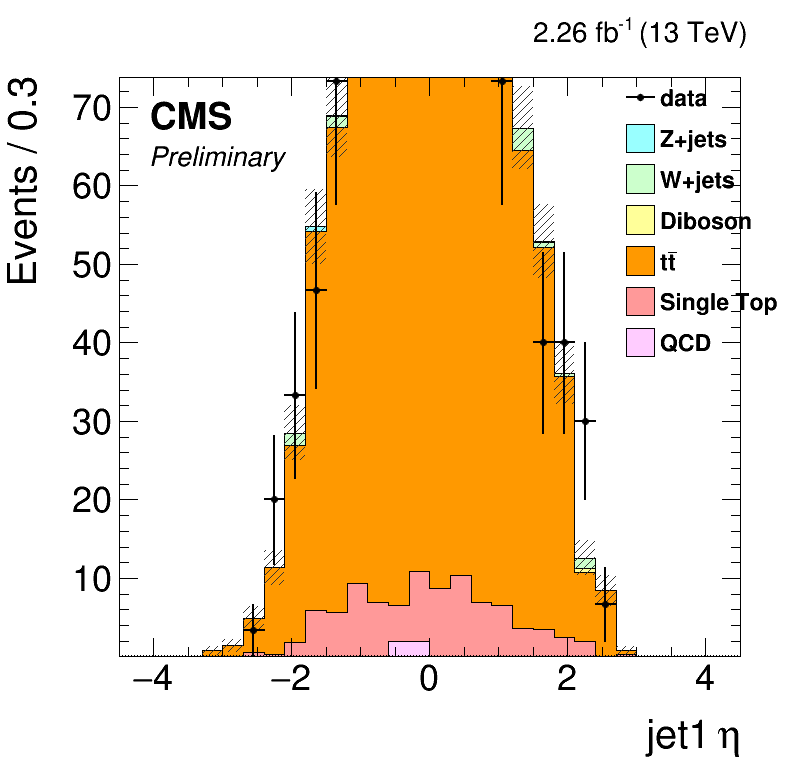 2.26 fb-1 (13 TeV)
Events / 0.3
CMS
Preliminary
data
Z+jets
W+jets
Diboson
tt̄
Single Top
QCD
70
60
50
40
30
20
10
−4 −2 0 2 4
jet1 η